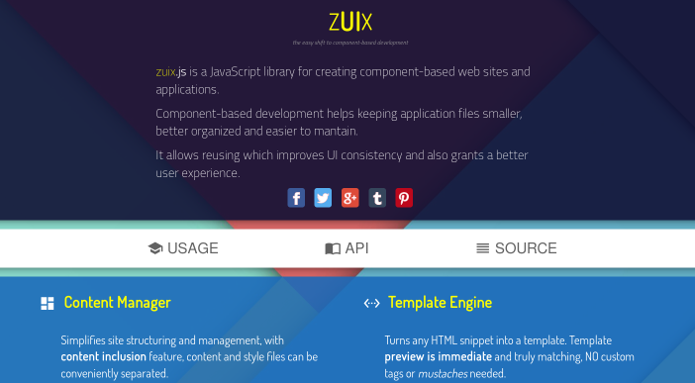 ZUIX
the easy shift to component-based development
zuix.js is a JavaScript library for creating component-based web sites and
applications.
Component-based development helps keeping application files smaller,
better organized and easier to mantain.
It allows reusing which improves UI consistency and also grants a better
user experience.
USAGE API SOURCE
Content Manager
Simplifies site structuring and management, with
content inclusion feature, content and style files can be
conveniently separated.
Template Engine
Turns any HTML snippet into a template. Template
preview is immediate and truly matching, NO custom
tags or mustaches needed.